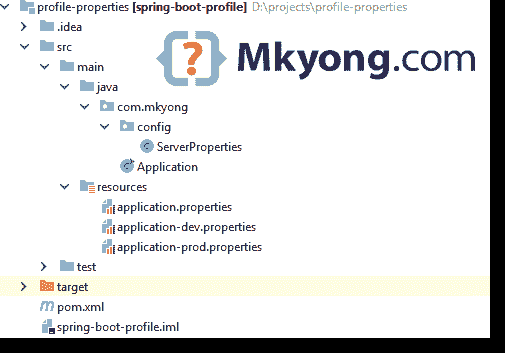 profile-properties [spring-boot-profile] D:\projects\profile-properties
.idea
src
? Mkyong.com
main
java
com.mkyong
config
ServerProperties
Application
resources
application.properties
application-dev.properties
application-prod.properties
test
target
pom.xml
spring-boot-profile.iml